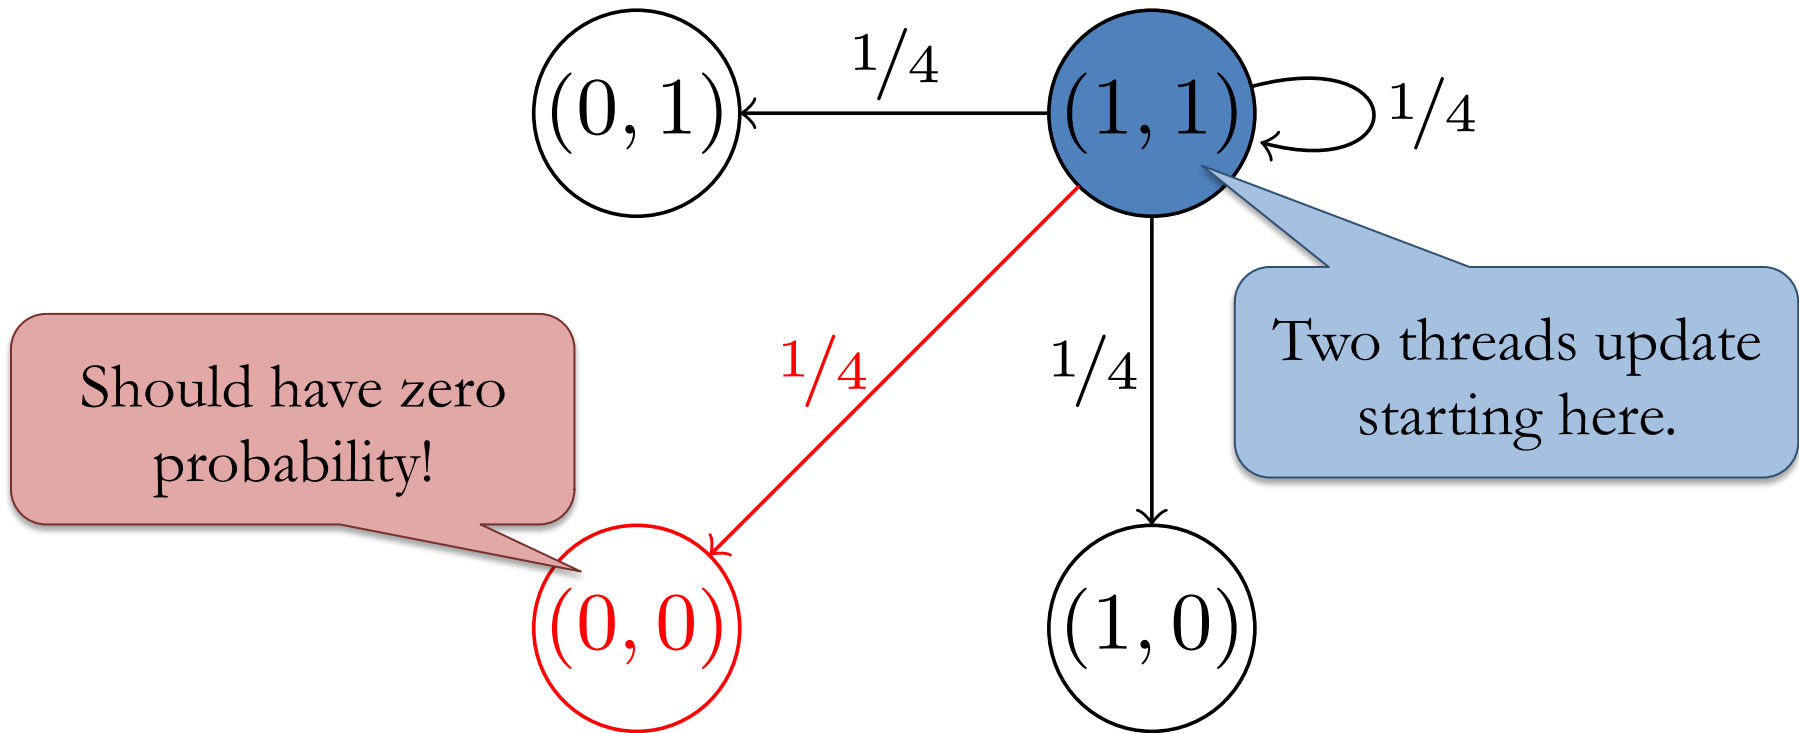 (0, 1)
1/4
(1, 1)
1/4
Should have zero
probability!
1/4
1/4
Two threads update
starting here.
(0, 0)
(1, 0)